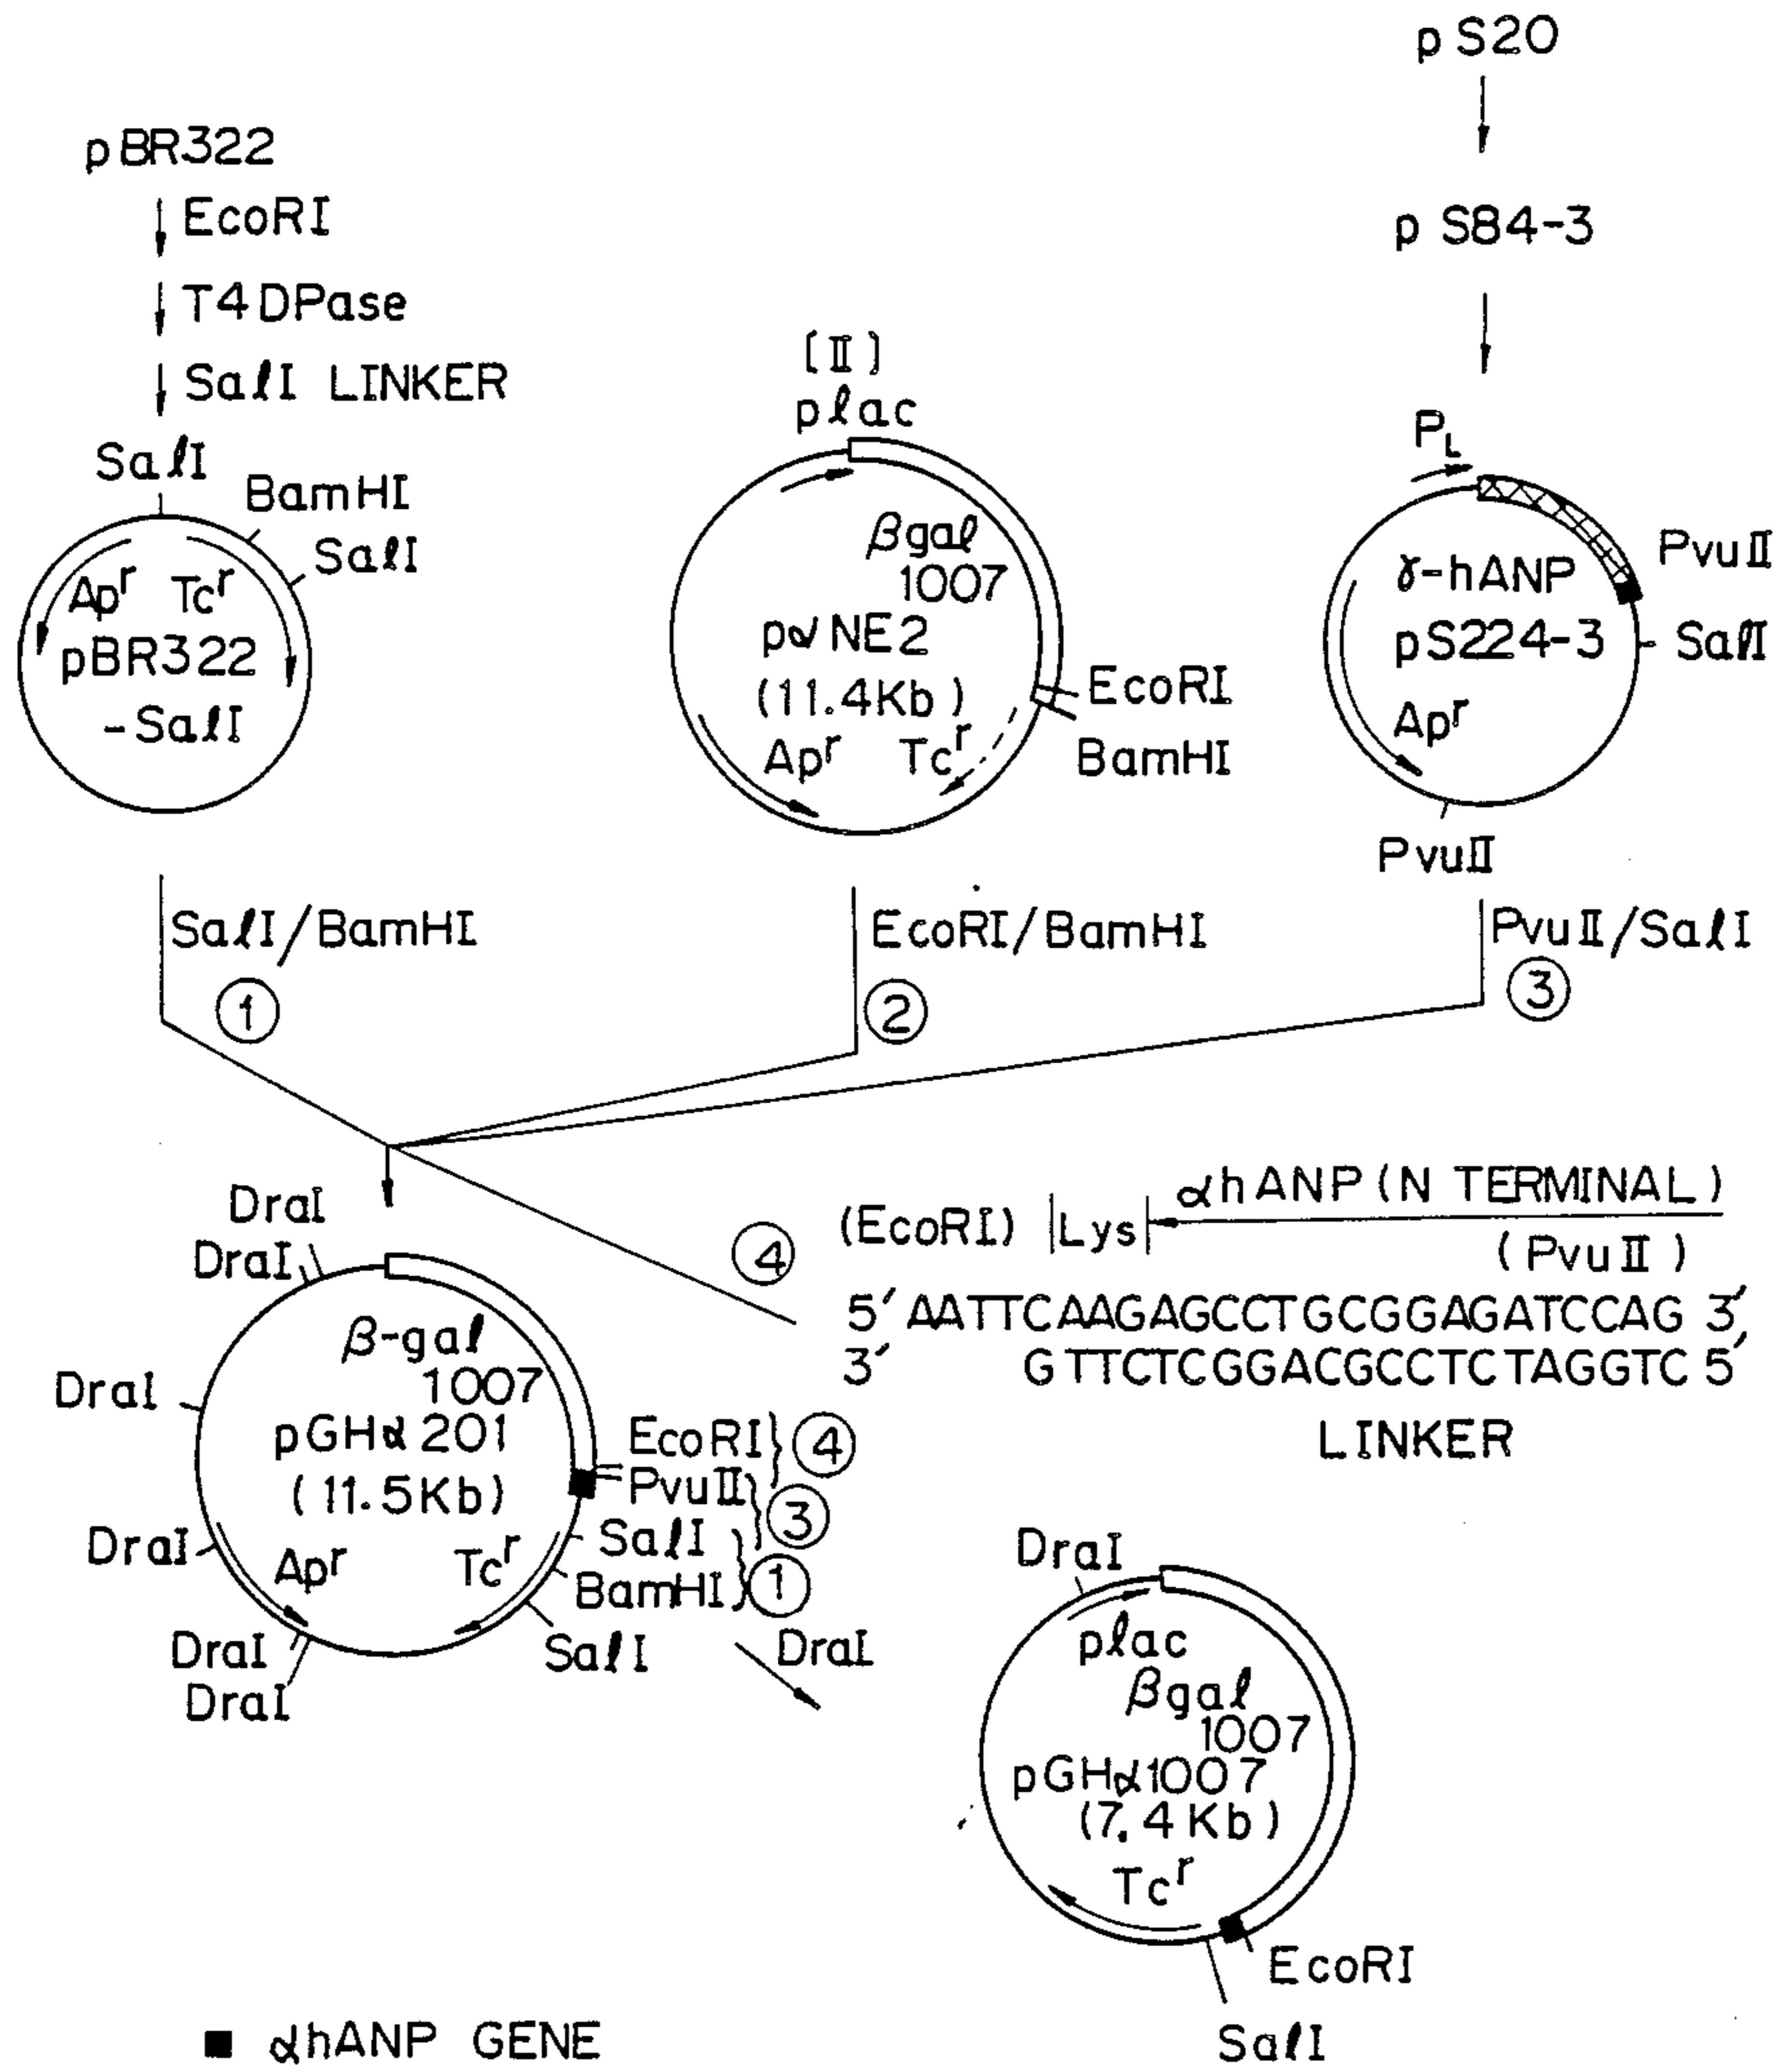 pS20
pBR322
EcoRI
pS84-3
T4DPase
SalI LINKER
[II]
plac
PL
SalI
BamHI
SalI
Apr Tcr
pBR322
-SalI
βgal
1007
pαNE2
(11.4Kb)
Apr Tcr
EcoRI
BamHI
PvuII
γ-hANP
pS224-3
SalI
Apr
PvuII
SalI/BamHI
1
EcoRI/BamHI
2
PvuII/SalI
3
αhANP (N TERMINAL)
(EcoRI) |Lys|
(PvuII)
4
5' AATTCAAGAGCCTGCGGAGATCCAG 3'
3' GTTCTCGGACGCCTCTAGGTC 5'
LINKER
DraI
DraI
β-gal
1007
DraI
pGHα201
(11.5Kb)
EcoRI 4
PvuII
3
SalI
DraI
Apr Tcr
BamHI 1
DraI
SalI
DraI
DraI
DraI
plac
βgal
1007
pGHα1007
(7.4Kb)
Tcr
EcoRI
SalI
αhANP GENE